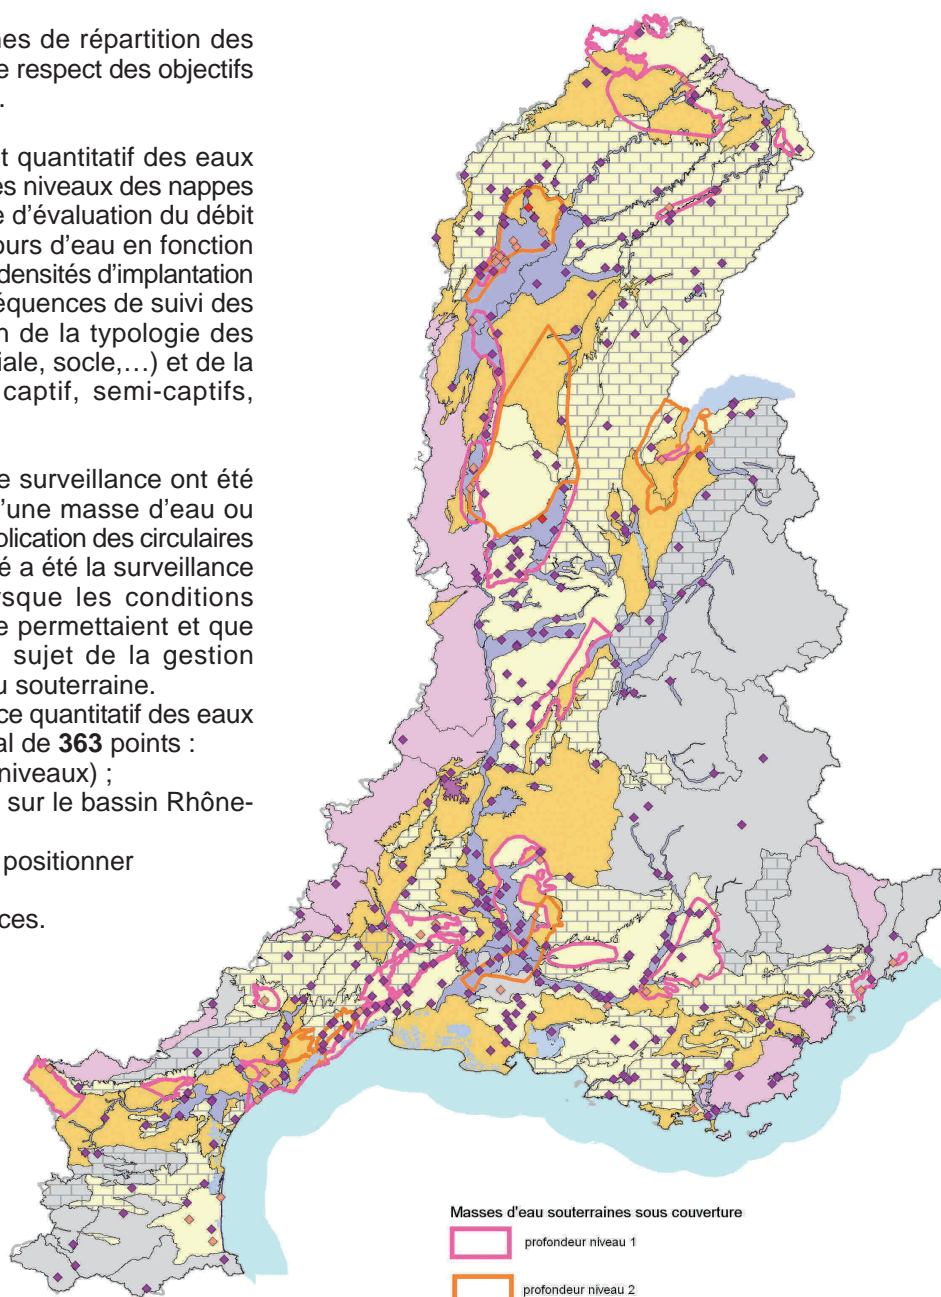 nes de répartition des
e respect des objectifs
.
t quantitatif des eaux
es niveaux des nappes
e d'évaluation du débit
ours d'eau en fonction
densités d'implantation
équences de suivi des
n de la typologie des
iale, socle,…) et de la
captif, semi-captifs,
e surveillance ont été
'une masse d'eau ou
plication des circulaires
é a été la surveillance
rsque les conditions
e permettaient et que
sujet de la gestion
u souterraine.
ce quantitatif des eaux
al de 363 points :
niveaux) ;
sur le bassin Rhône-
positionner
ces.
Masses d'eau souterraines sous couverture
profondeur niveau 1
profondeur niveau 2